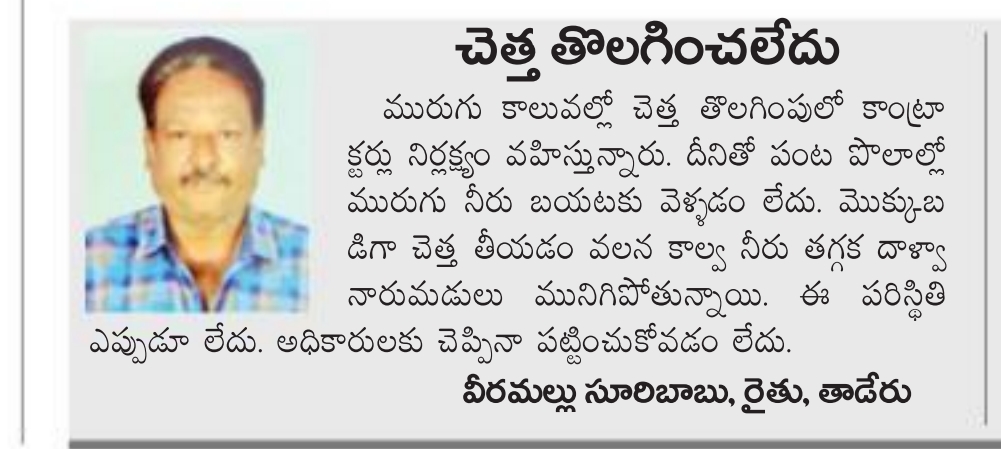 చెత్త తొలగించలేదు
మురుగు కాలువల్లో చెత్త తొలగింపులో కాంట్రా
క్టర్లు నిర్లక్ష్యం వహిస్తున్నారు. దీనితో పంట పొలాల్లో
మురుగు నీరు బయటకు వెళ్ళడం లేదు. మొక్కుబ
డిగా చెత్త తీయడం వలన కాల్వ నీరు తగ్గక దాళ్వా
నారుమడులు మునిగిపోతున్నాయి. ఈ పరిస్థితి
ఎప్పుడూ లేదు. అధికారులకు చెప్పినా పట్టించుకోవడం లేదు.
వీరమల్లు సూరిబాబు, రైతు, తాడేరు